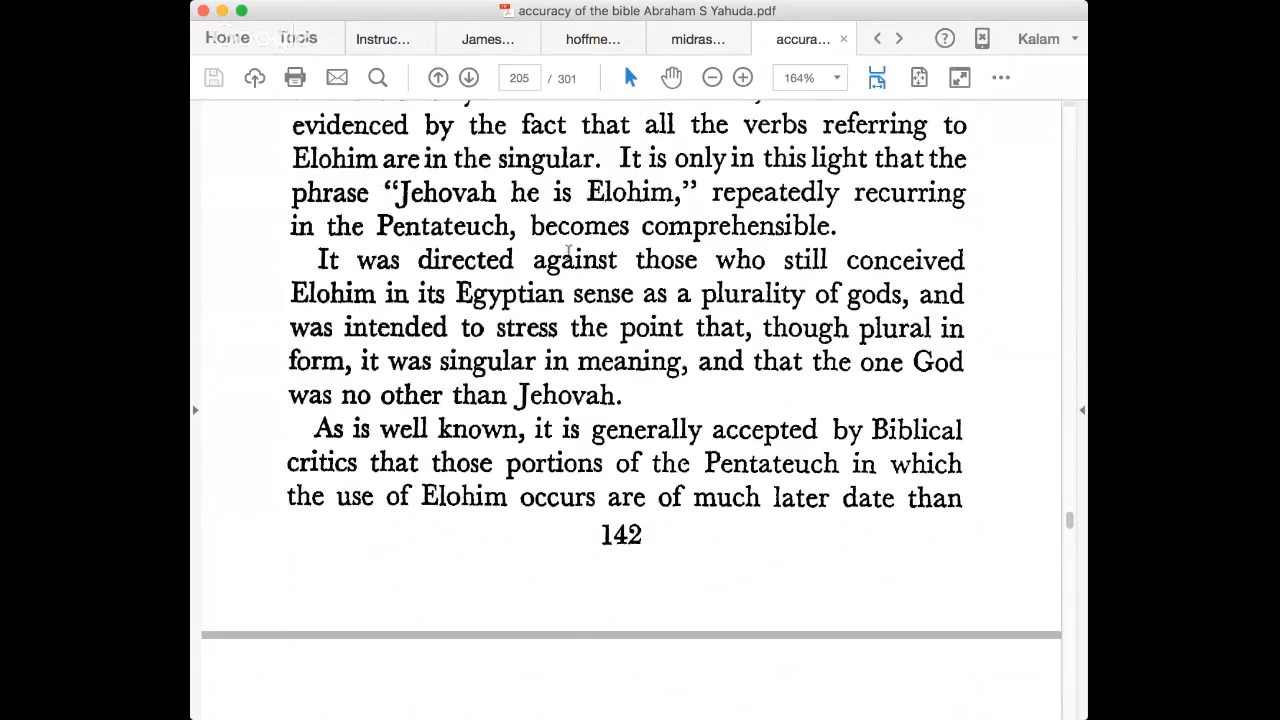 accuracy of the bible Abraham S Yahuda.pdf
Home Tools Instruc... James... hoffme... midras... accura... × Kalam
Google
205 / 301 164%
evidenced by the fact that all the verbs referring to
Elohim are in the singular. It is only in this light that the
phrase “Jehovah he is Elohim,” repeatedly recurring
in the Pentateuch, becomes comprehensible.
It was directed against those who still conceived
Elohim in its Egyptian sense as a plurality of gods, and
was intended to stress the point that, though plural in
form, it was singular in meaning, and that the one God
was no other than Jehovah.
As is well known, it is generally accepted by Biblical
critics that those portions of the Pentateuch in which
the use of Elohim occurs are of much later date than
142